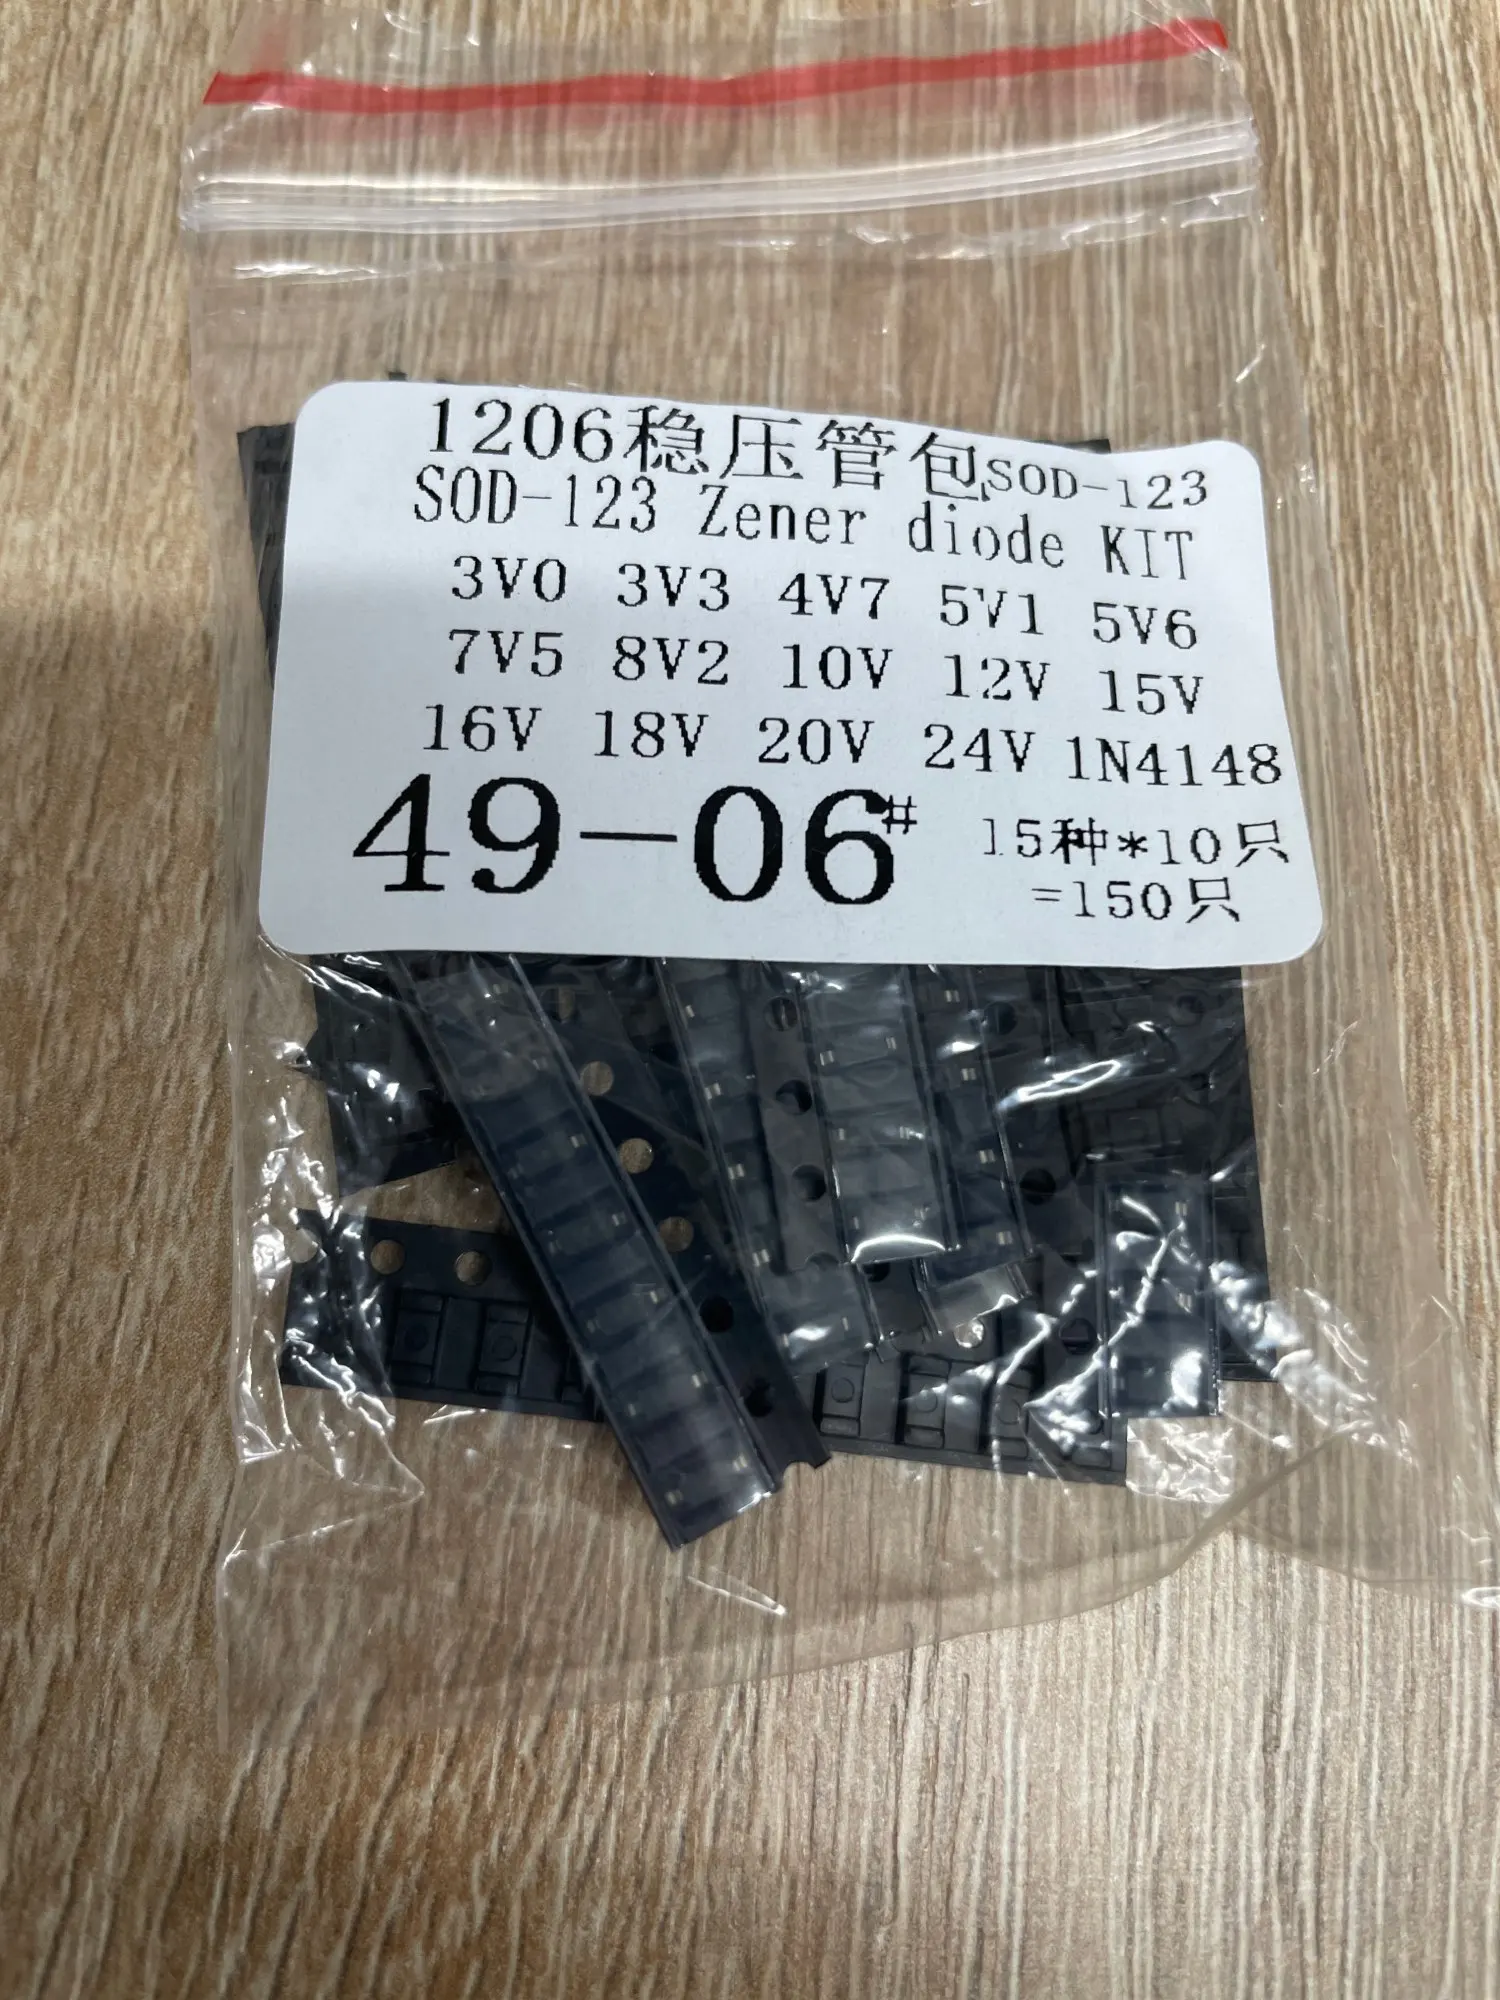 1206稳压管包SOD-123
SOD-123 Zener diode KIT
3V0 3V3 4V7 5V1 5V6
7V5 8V2 10V 12V 15V
16V 18V 20V 24V 1N4148
49-06# 15种*10只
=150只